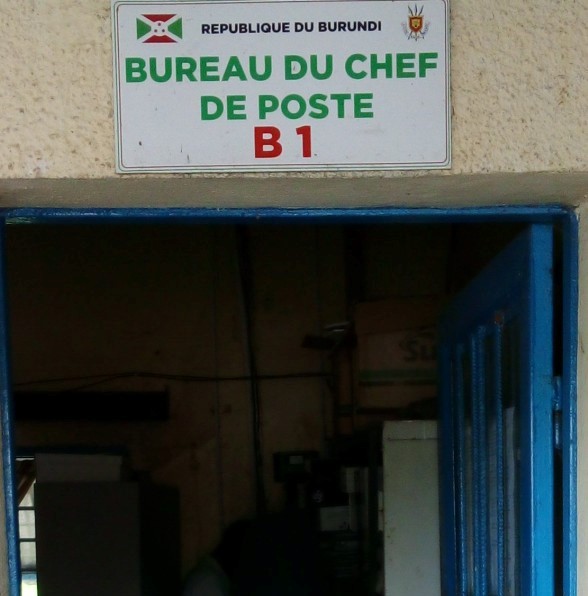 REPUBLIQUE DU BURUNDI
BUREAU DU CHEF
DE POSTE
B 1